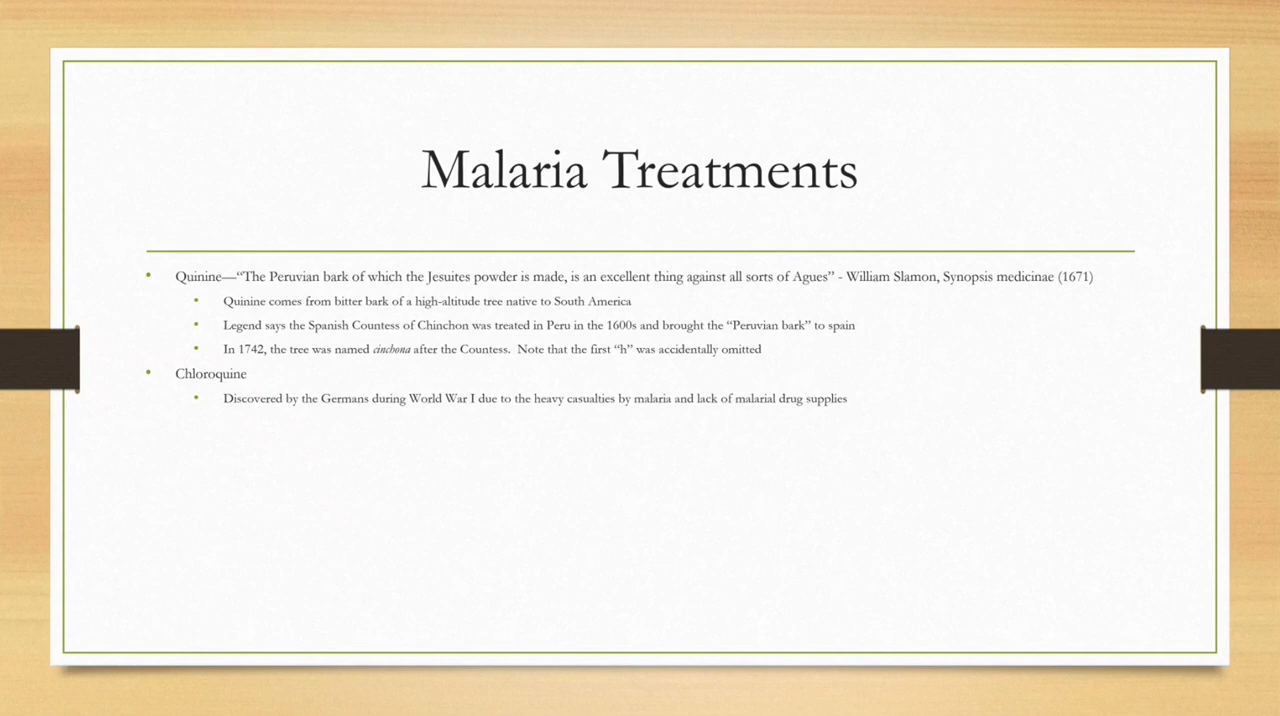 Malaria Treatments
• Quinine—“The Peruvian bark of which the Jesuites powder is made, is an excellent thing against all sorts of Agues” - William Slamon, Synopsis medicinae (1671)
• Quinine comes from bitter bark of a high-altitude tree native to South America
• Legend says the Spanish Countess of Chinchon was treated in Peru in the 1600s and brought the “Peruvian bark” to spain
• In 1742, the tree was named cinchona after the Countess.  Note that the first “h” was accidentally omitted
• Chloroquine
• Discovered by the Germans during World War I due to the heavy casualties by malaria and lack of malarial drug supplies